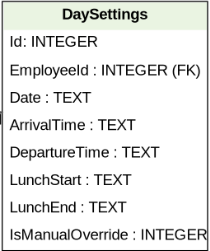 DaySettings
Id: INTEGER
EmployeeId : INTEGER (FK)
Date : TEXT
ArrivalTime : TEXT
DepartureTime : TEXT
LunchStart : TEXT
LunchEnd : TEXT
IsManualOverride : INTEGER